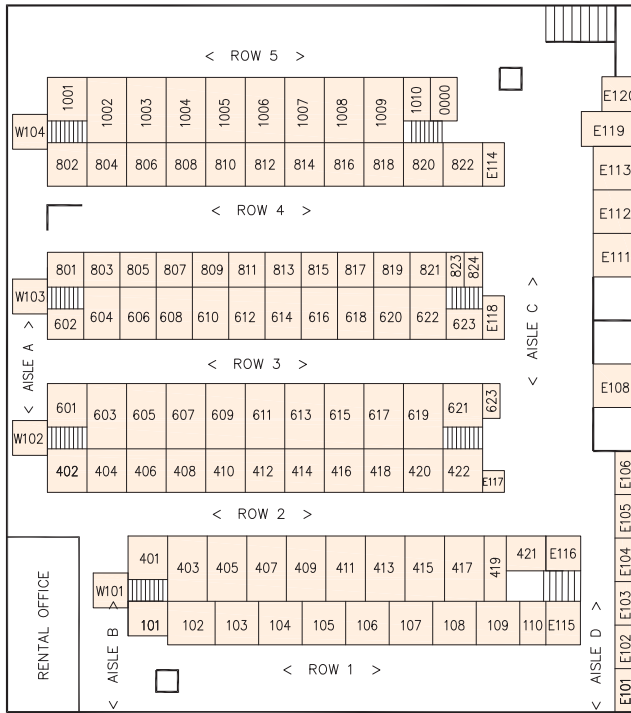 < ROW 5 >
1001 1002 1003 1004 1005 1006 1007 1008 1009 1010 0000
W104
802 804 806 808 810 812 814 816 818 820 822 E114
< ROW 4 >
801 803 805 807 809 811 813 815 817 819 821 823 824
W103
602 604 606 608 610 612 614 616 618 620 622 623 E118
< AISLE A >
< ROW 3 >
< AISLE C >
601 603 605 607 609 611 613 615 617 619 621 623
W102
402 404 406 408 410 412 414 416 418 420 422 E117
< ROW 2 >
401 403 405 407 409 411 413 415 417 419 421 E116
W101
101 102 103 104 105 106 107 108 109 110 E115
RENTAL OFFICE
< AISLE B >
< ROW 1 >
< AISLE D >
E120
E119
E113
E112
E111
E108
E106
E105
E104
E103
E102
E101